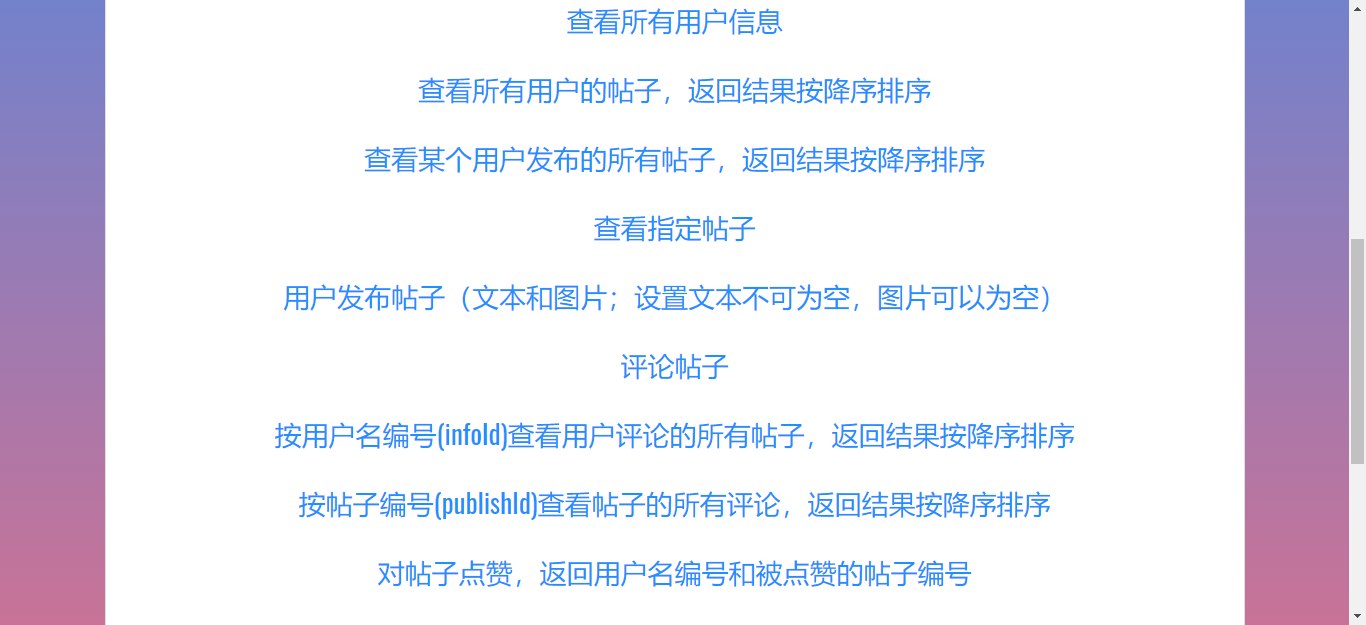 查看所有用户信息
查看所有用户的帖子，返回结果按降序排序
查看某个用户发布的所有帖子，返回结果按降序排序
查看指定帖子
用户发布帖子（文本和图片；设置文本不可为空，图片可以为空）
评论帖子
按用户名编号(infoId)查看用户评论的所有帖子，返回结果按降序排序
按帖子编号(publishId)查看帖子的所有评论，返回结果按降序排序
对帖子点赞，返回用户名编号和被点赞的帖子编号